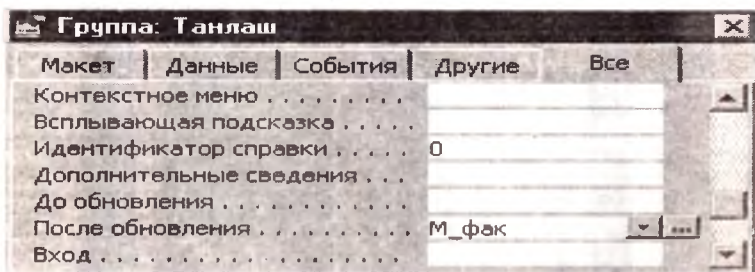 Группа: Танлаш
Макет Данные События Другие Все
Контекстное меню . . . . . . . . .
Всплывающая подсказка . . . . .
Идентификатор справки . . . . . 0
Дополнительные сведения . . .
До обновления . . . . . . . . . . . .
После обновления . . . . . . . . . . М_фак
Вход . . . . . . . . . . . . . . . . . . .